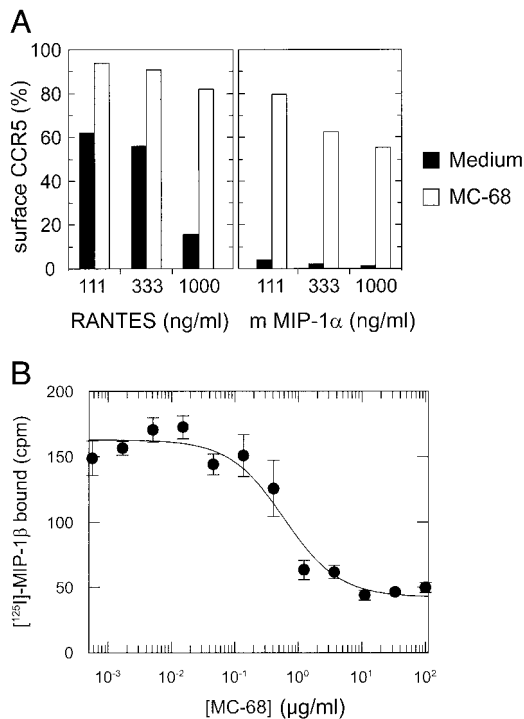 A
surface CCR5 (%)
100
80
60
40
20
0
111 333 1000 111 333 1000
RANTES (ng/ml) m MIP-1α (ng/ml)
Medium
MC-68
B
[¹²⁵I]-MIP-1β bound (cpm)
200
150
100
50
0
10⁻³ 10⁻² 10⁻¹ 10⁰ 10¹ 10²
[MC-68] (μg/ml)